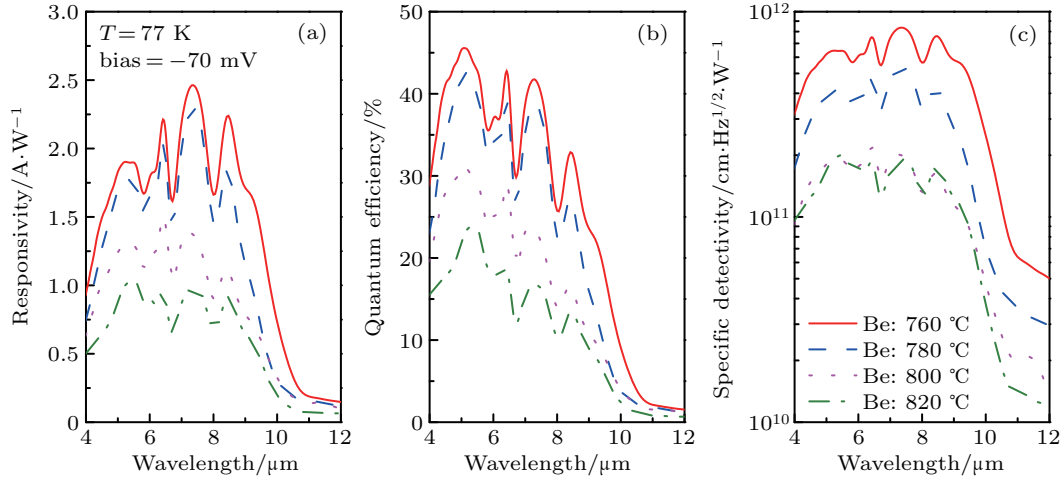 T = 77 K
bias = −70 mV
(a)
3.0
2.5
2.0
1.5
1.0
0.5
0
Responsivity/A·W⁻¹
4 6 8 10 12
Wavelength/μm
(b)
50
40
30
20
10
0
Quantum efficiency/%
4 6 8 10 12
Wavelength/μm
(c)
10¹²
10¹¹
10¹⁰
Specific detectivity/cm·Hz¹/²·W⁻¹
Be: 760 ℃
Be: 780 ℃
Be: 800 ℃
Be: 820 ℃
4 6 8 10 12
Wavelength/μm